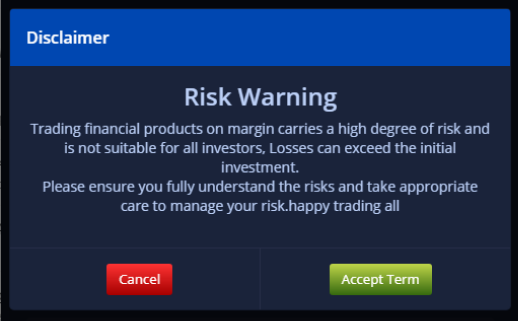 Disclaimer
Risk Warning
Trading financial products on margin carries a high degree of risk and
is not suitable for all investors, Losses can exceed the initial
investment.
Please ensure you fully understand the risks and take appropriate
care to manage your risk.happy trading all
Cancel
Accept Term